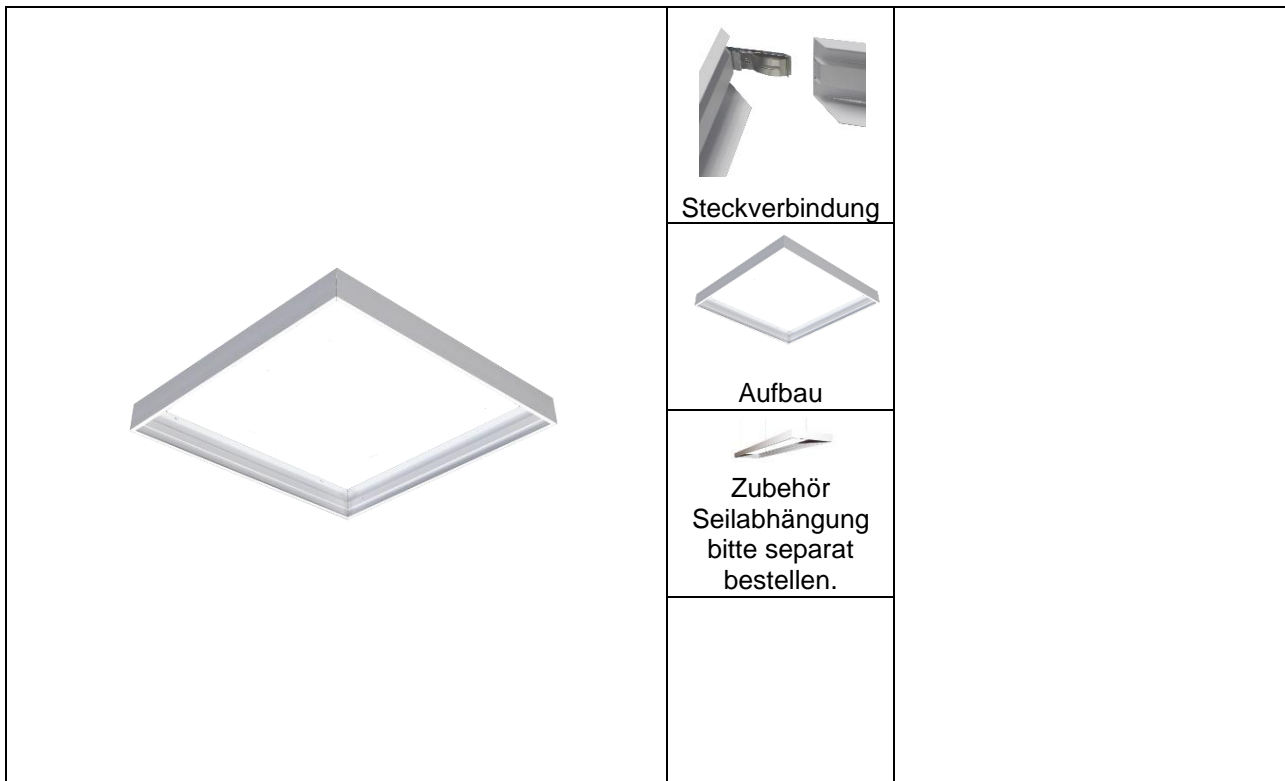 Steckverbindung
Aufbau
Zubehör
Seilabhängung
bitte separat
bestellen.